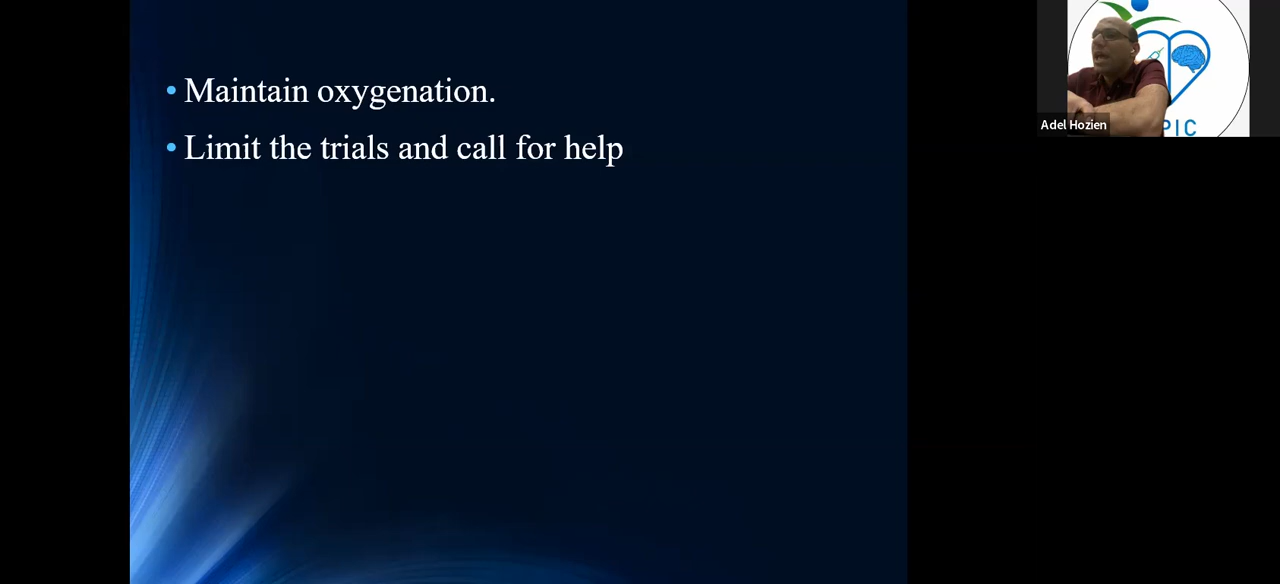 • Maintain oxygenation.
• Limit the trials and call for help
Adel Hozien
PIC